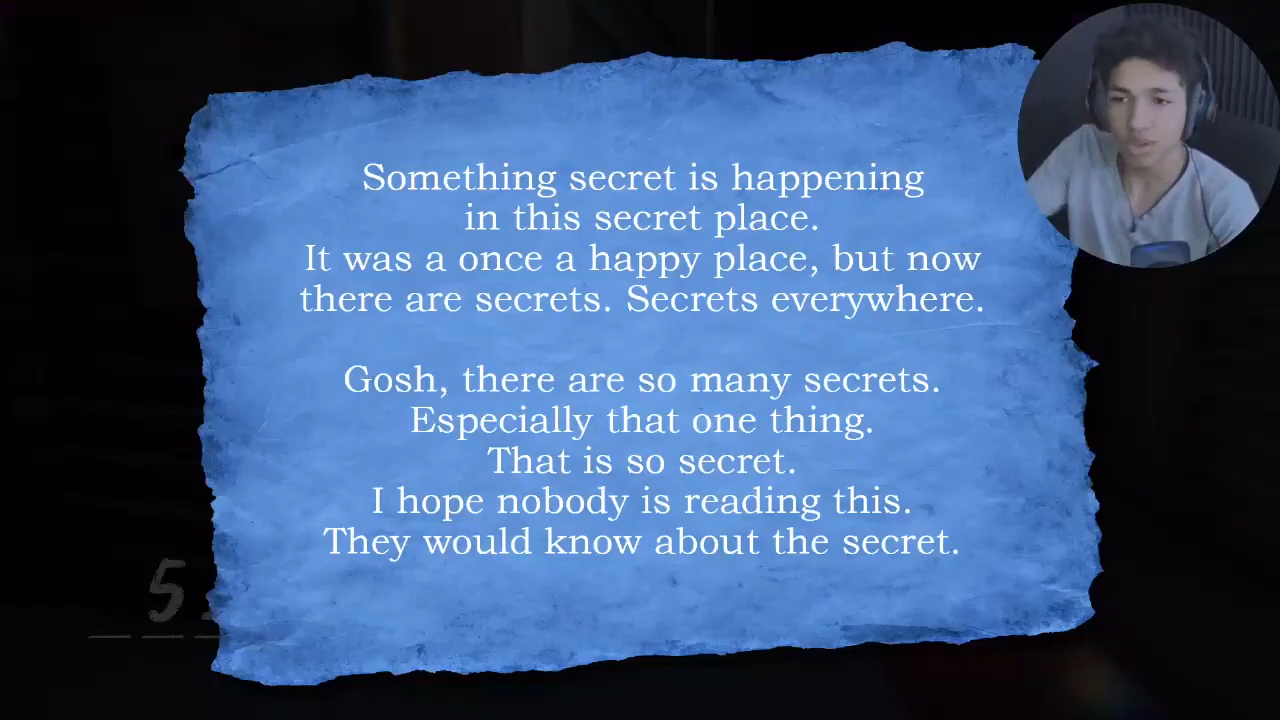 Something secret is happening
in this secret place.
It was a once a happy place, but now
there are secrets. Secrets everywhere.
Gosh, there are so many secrets.
Especially that one thing.
That is so secret.
I hope nobody is reading this.
They would know about the secret.
5